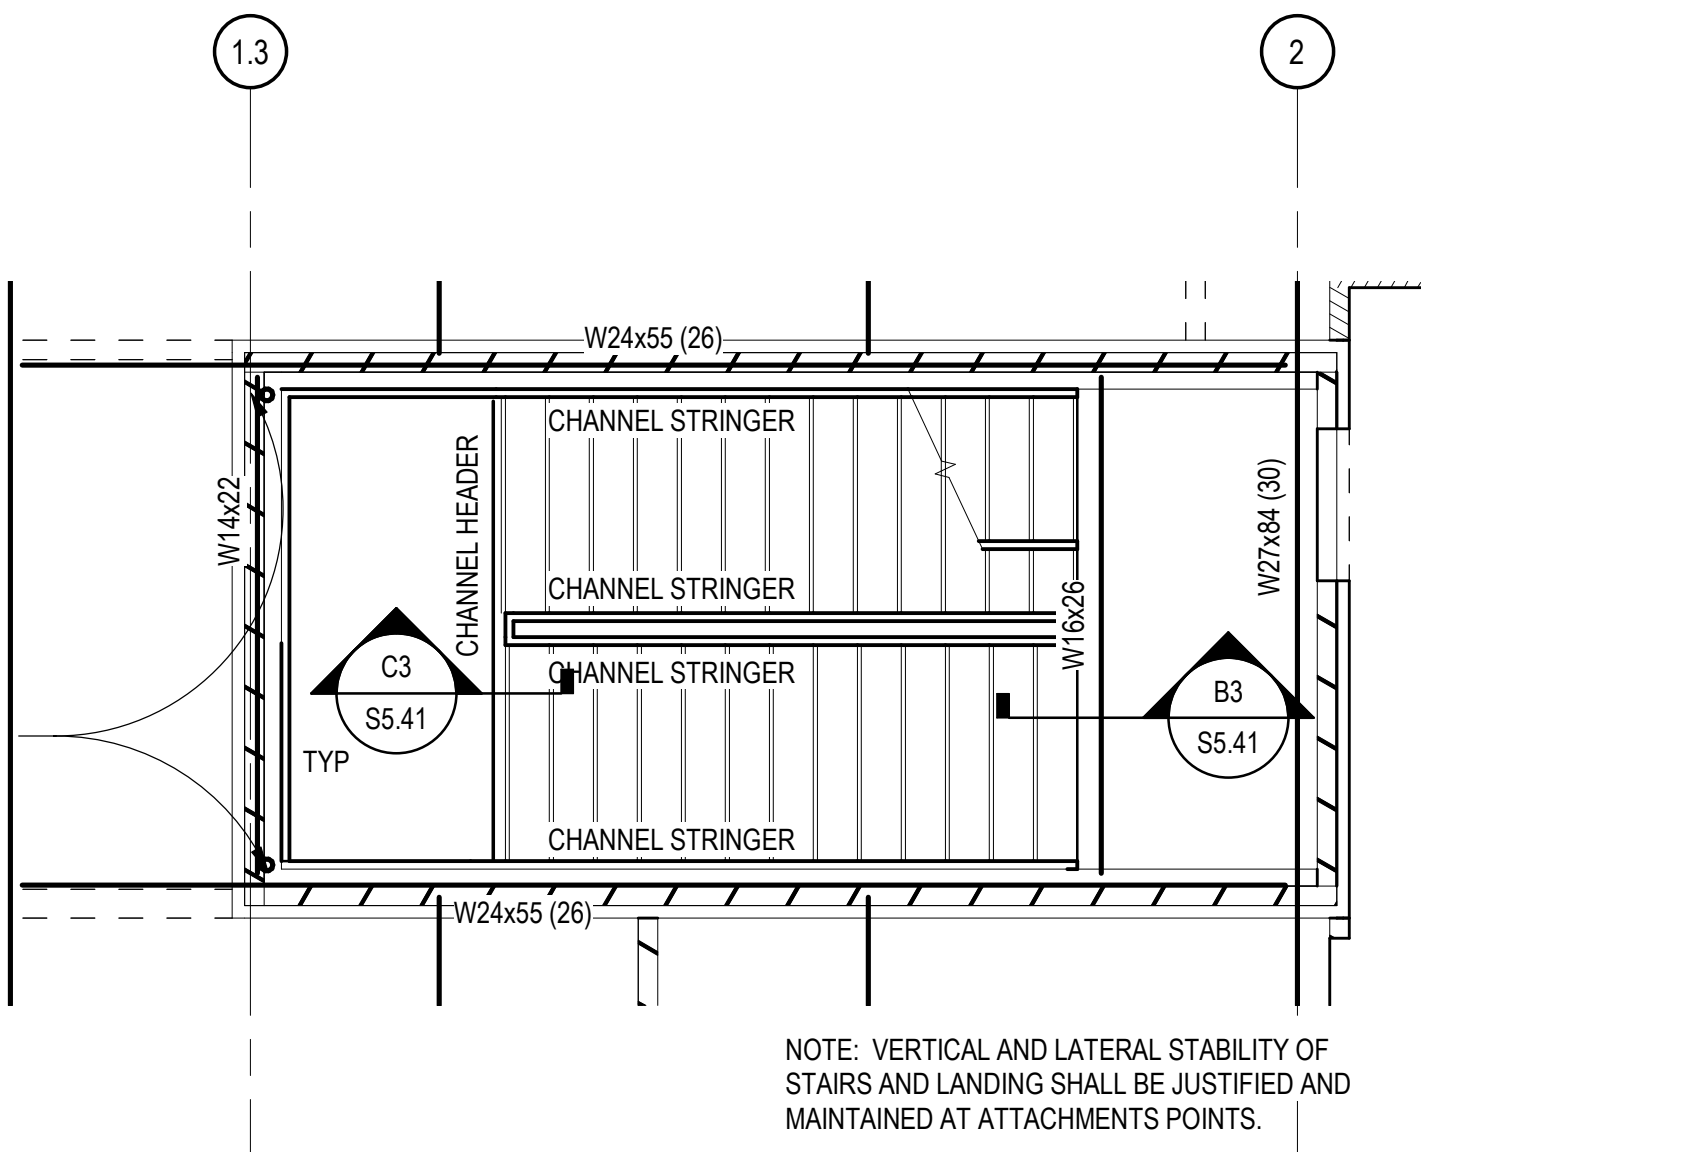 1.3
2
W24x55 (26)
CHANNEL STRINGER
CHANNEL HEADER
W14x22
W27x84 (30)
CHANNEL STRINGER
W16x26
C3
S5.41
CHANNEL STRINGER
B3
S5.41
TYP
CHANNEL STRINGER
W24x55 (26)
NOTE: VERTICAL AND LATERAL STABILITY OF
STAIRS AND LANDING SHALL BE JUSTIFIED AND
MAINTAINED AT ATTACHMENTS POINTS.